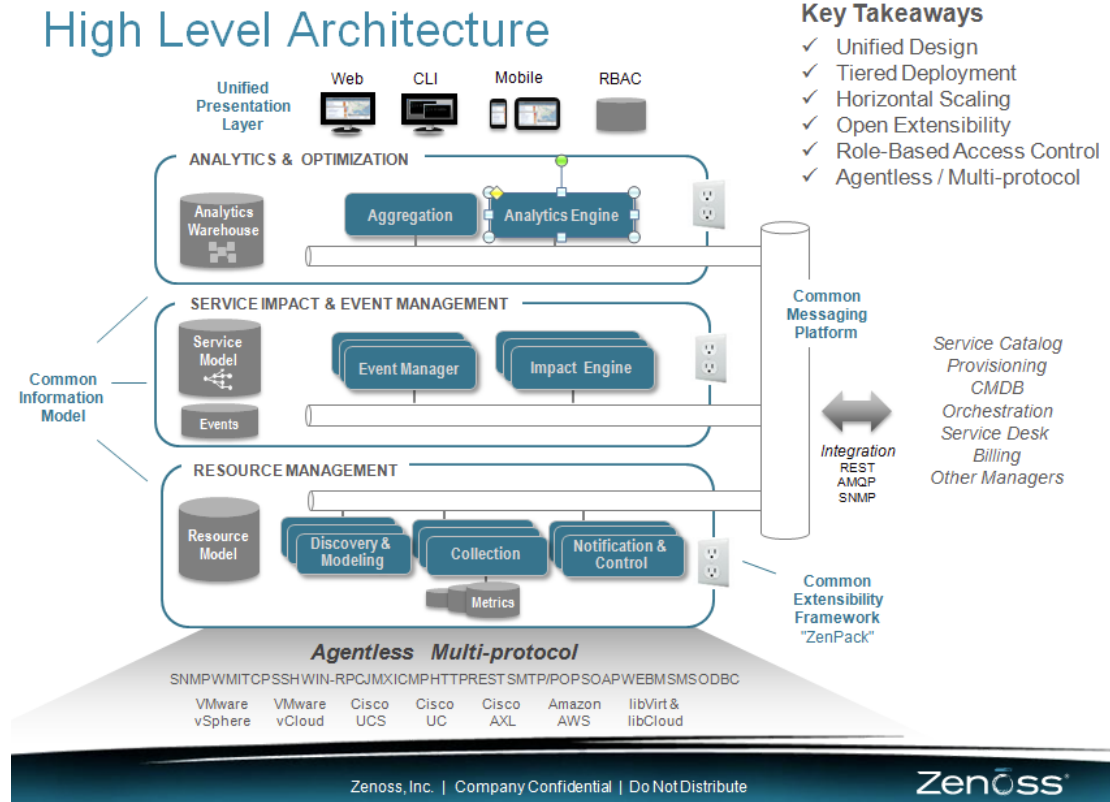 High Level Architecture
Key Takeaways
✓ Unified Design
✓ Tiered Deployment
✓ Horizontal Scaling
✓ Open Extensibility
✓ Role-Based Access Control
✓ Agentless / Multi-protocol
Unified
Presentation
Layer
Web
CLI
Mobile
RBAC
ANALYTICS & OPTIMIZATION
Analytics
Warehouse
Aggregation
Analytics Engine
Common
Messaging
Platform
SERVICE IMPACT & EVENT MANAGEMENT
Service
Model
Events
Event Manager
Impact Engine
Common
Information
Model
Service Catalog
Provisioning
CMDB
Orchestration
Service Desk
Billing
Other Managers
Integration
REST
AMQP
SNMP
RESOURCE MANAGEMENT
Resource
Model
Discovery &
Modeling
Collection
Notification &
Control
Metrics
Common
Extensibility
Framework
"ZenPack"
Agentless Multi-protocol
SNMPWMITCPSSHWIN-RPCJMXICMPHTTPRESTSMTP/POPSOAPWEBMSMSODBC
VMware
vSphere
VMware
vCloud
Cisco
UCS
Cisco
UC
Cisco
AXL
Amazon
AWS
libVirt &
libCloud
Zenoss, Inc. | Company Confidential | Do Not Distribute
Zenoss